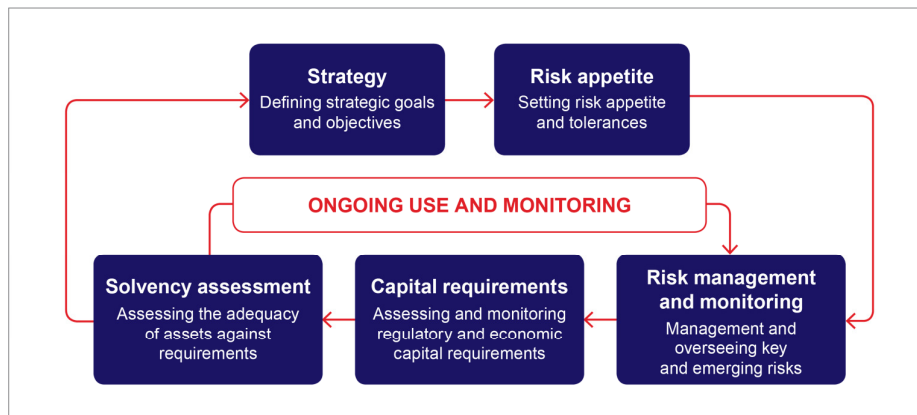 Strategy
Defining strategic goals
and objectives
Risk appetite
Setting risk appetite
and tolerances
ONGOING USE AND MONITORING
Solvency assessment
Assessing the adequacy
of assets against
requirements
Capital requirements
Assessing and monitoring
regulatory and economic
capital requirements
Risk management
and monitoring
Management and
overseeing key
and emerging risks